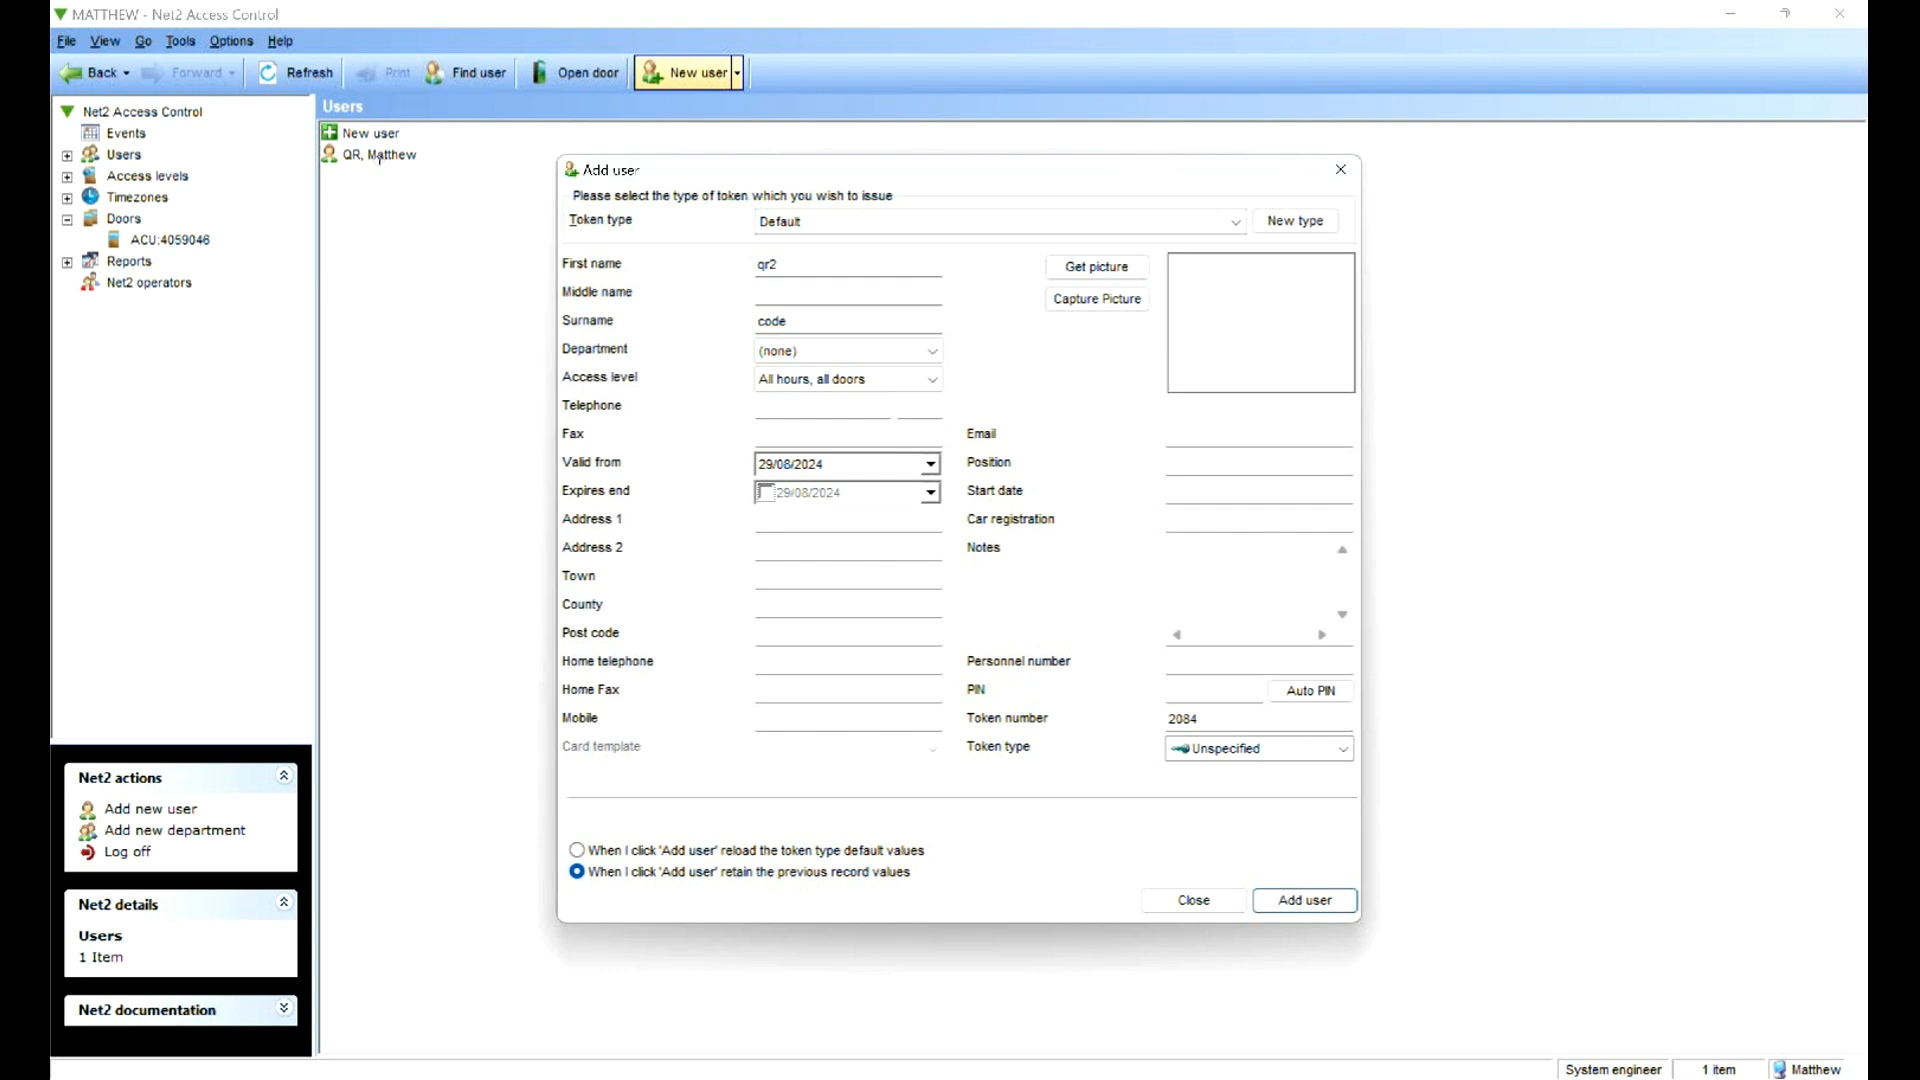 MATTHEW - Net2 Access Control
File View Go Tools Options Help
Back Forward Refresh Print Find user Open door New user
Net2 Access Control
Events
Users
Access levels
Timezones
Doors
ACU:4059046
Reports
Net2 operators
Users
New user
QR, Matthew
Add user
Please select the type of token which you wish to issue
Token type Default New type
First name qr2 Get picture
Middle name Capture Picture
Surname code
Department (none)
Access level All hours, all doors
Telephone
Fax Email
Valid from 29/08/2024 Position
Expires end 29/08/2024 Start date
Address 1 Car registration
Address 2 Notes
Town
County
Post code
Home telephone Personnel number
Home Fax PIN Auto PIN
Mobile Token number 2084
Card template Token type Unspecified
When I click 'Add user' reload the token type default values
When I click 'Add user' retain the previous record values
Close Add user
Net2 actions
Add new user
Add new department
Log off
Net2 details
Users
1 Item
Net2 documentation
System engineer 1 item Matthew